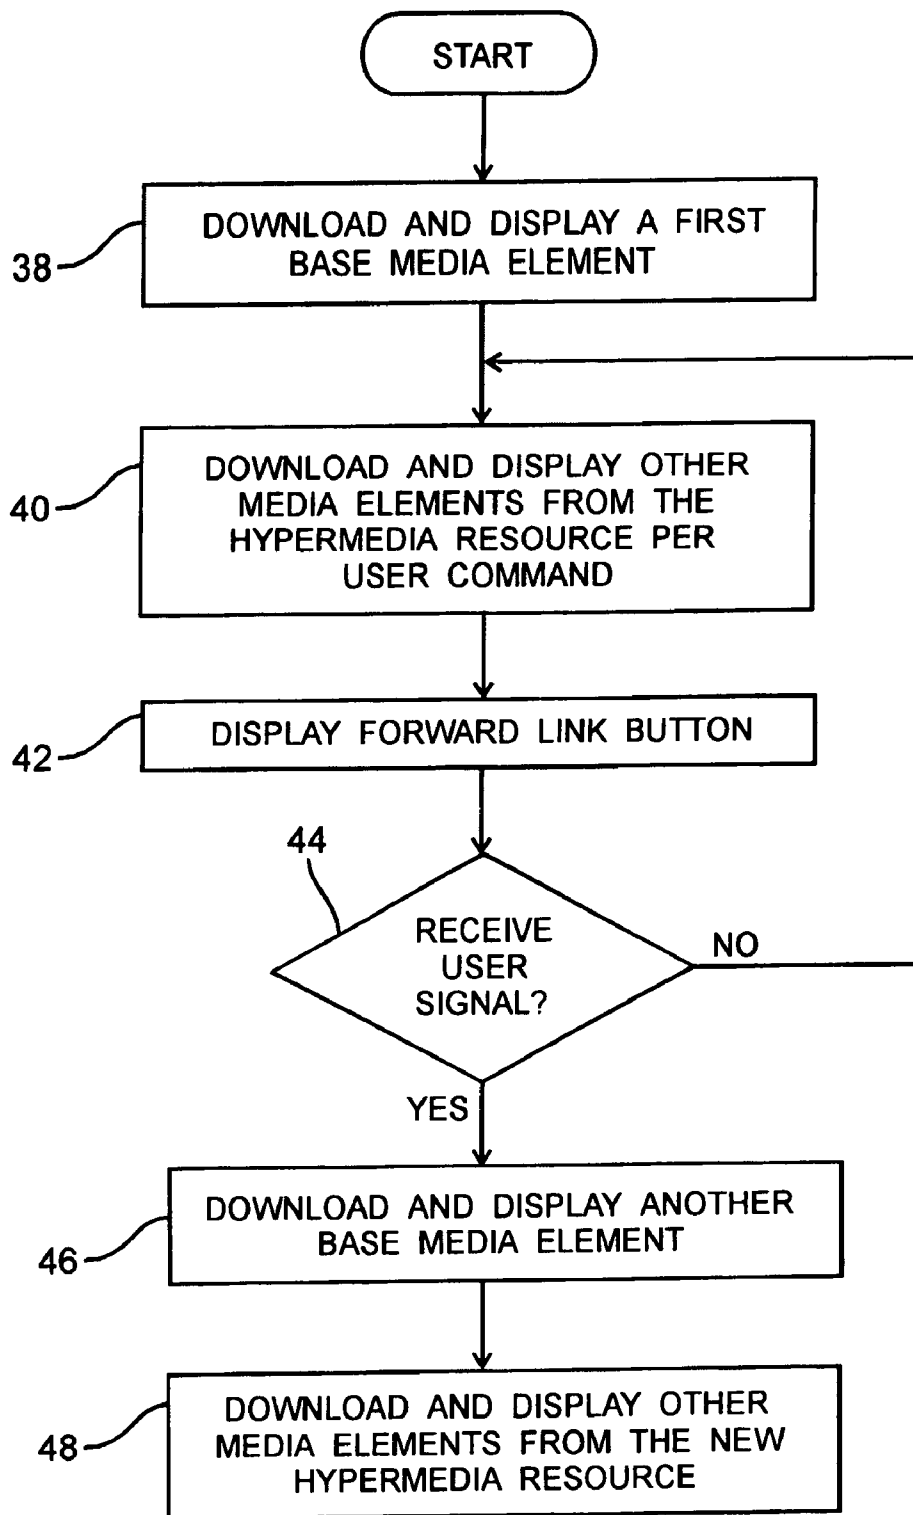 START
38
DOWNLOAD AND DISPLAY A FIRST
BASE MEDIA ELEMENT
40
DOWNLOAD AND DISPLAY OTHER
MEDIA ELEMENTS FROM THE
HYPERMEDIA RESOURCE PER
USER COMMAND
42
DISPLAY FORWARD LINK BUTTON
44
RECEIVE
USER
SIGNAL?
NO
YES
46
DOWNLOAD AND DISPLAY ANOTHER
BASE MEDIA ELEMENT
48
DOWNLOAD AND DISPLAY OTHER
MEDIA ELEMENTS FROM THE NEW
HYPERMEDIA RESOURCE